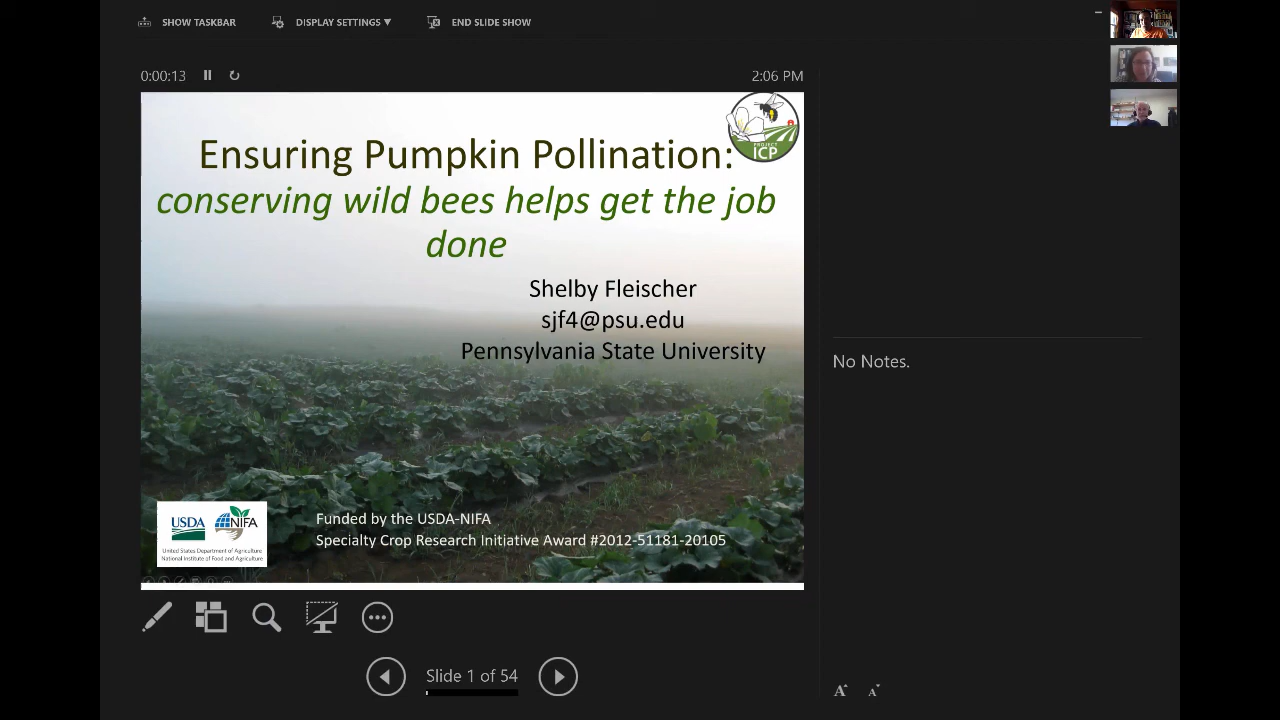 SHOW TASKBAR
DISPLAY SETTINGS ▼
END SLIDE SHOW
0:00:13
2:06 PM
PROJECT
ICP
Ensuring Pumpkin Pollination:
conserving wild bees helps get the job
done
Shelby Fleischer
sjf4@psu.edu
Pennsylvania State University
No Notes.
USDA
NIFA
United States Department of Agriculture
National Institute of Food and Agriculture
Funded by the USDA-NIFA
Specialty Crop Research Initiative Award #2012-51181-20105
Slide 1 of 54
A A